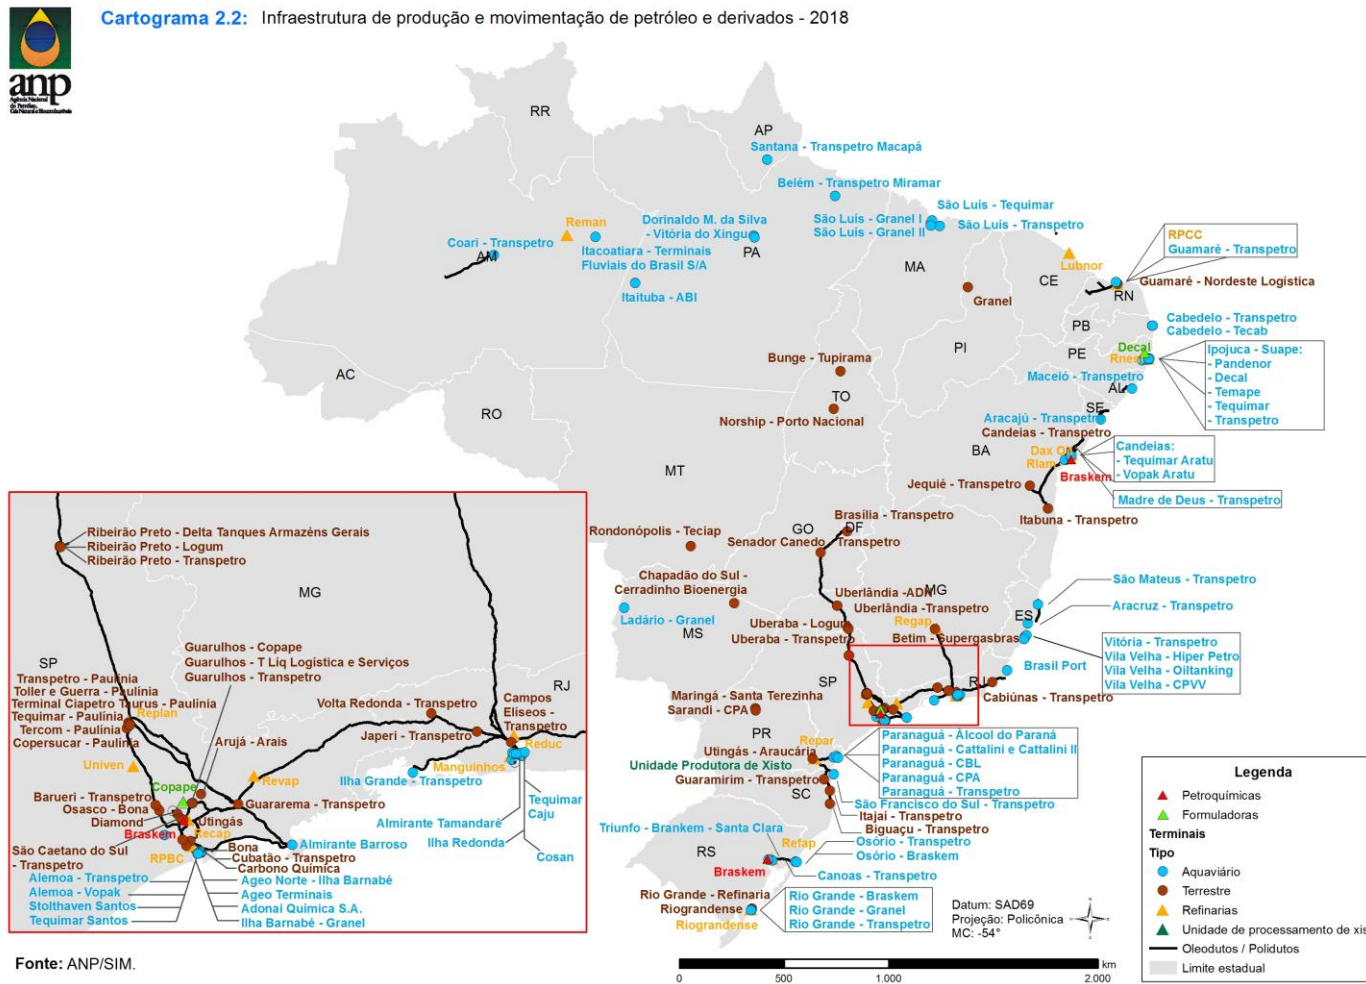 Cartograma 2.2: Infraestrutura de produção e movimentação de petróleo e derivados - 2018
anp
Agência Nacional
do Petróleo,
Gás Natural e Biocombustíveis
RR
AP
Santana - Transpetro Macapá
Belém - Transpetro Miramar
São Luís - Tequimar
São Luís - Granel I
São Luís - Granel II
São Luís - Transpetro
Reman
Dorinaldo M. da Silva
- Vitória do Xingu
Coari - Transpetro
AM
Itacoatiara - Terminais
Fluviais do Brasil S/A
PA
Itaituba - ABI
MA
Lubnor
CE
RPCC
Guamaré - Transpetro
Guamaré - Nordeste Logística
RN
Granel
Cabedelo - Transpetro
Cabedelo - Tecab
PB
PI
PE
Decal
Rnest
Ipojuca - Suape:
- Pandenor
- Decal
- Temape
- Tequimar
- Transpetro
Bunge - Tupirama
AC
Maceió - Transpetro
AL
TO
RO
Norship - Porto Nacional
SE
Aracajú - Transpetro
Candeias - Transpetro
BA
Dax Oil
Rlam
Braskem
Candeias:
- Tequimar Aratu
- Vopak Aratu
MT
Jequié - Transpetro
Madre de Deus - Transpetro
Itabuna - Transpetro
Brasília - Transpetro
GO
DF
Rondonópolis - Teciap
Senador Canedo - Transpetro
Chapadão do Sul -
Cerradinho Bioenergia
MG
São Mateus - Transpetro
Uberlândia -ADN
Uberlândia -Transpetro
ES
Aracruz - Transpetro
Ladário - Granel
MS
Uberaba - Logum
Uberaba - Transpetro
Regap
Betim - Supergasbras
Vitória - Transpetro
Vila Velha - Hiper Petro
Vila Velha - Oiltanking
Vila Velha - CPVV
Brasil Port
SP
RJ
Cabiúnas - Transpetro
Maringá - Santa Terezinha
Sarandi - CPA
PR
Repar
Utingás - Araucária
Unidade Produtora de Xisto
Guaramirim - Transpetro
Paranaguá - Álcool do Paraná
Paranaguá - Cattalini e Cattalini II
Paranaguá - CBL
Paranaguá - CPA
Paranaguá - Transpetro
SC
São Francisco do Sul - Transpetro
Itajaí - Transpetro
Biguaçu - Transpetro
Triunfo - Brankem - Santa Clara
Refap
Osório - Transpetro
Osório - Braskem
RS
Braskem
Canoas - Transpetro
Rio Grande - Refinaria
Riograndense
Riograndense
Rio Grande - Braskem
Rio Grande - Granel
Rio Grande - Transpetro
Ribeirão Preto - Delta Tanques Armazéns Gerais
Ribeirão Preto - Logum
Ribeirão Preto - Transpetro
MG
Guarulhos - Copape
Guarulhos - T Liq Logística e Serviços
Guarulhos - Transpetro
SP
Transpetro - Paulínia
Toller e Guerra - Paulínia
Terminal Ciapetro Taurus - Paulínia
Tequimar - Paulínia
Tercom - Paulínia
Copersucar - Paulínia
Replan
Volta Redonda - Transpetro
Campos
Elíseos -
Transpetro
RJ
Arujá - Arais
Japeri - Transpetro
Reduc
Univen
Revap
Manguinhos
Ilha Grande - Transpetro
Copape
Barueri - Transpetro
Osasco - Bona
Diamond
Guararema - Transpetro
Almirante Tamandaré
Tequimar
Caju
Utingás
Braskem
Recap
Ilha Redonda
São Caetano do Sul
- Transpetro
RPBC
Bona
Cubatão - Transpetro
Carbono Química
Almirante Barroso
Cosan
Alemoa - Transpetro
Alemoa - Vopak
Stolthaven Santos
Tequimar Santos
Ageo Norte - Ilha Barnabé
Ageo Terminais
Adonai Química S.A.
Ilha Barnabé - Granel
Legenda
Petroquímicas
Formuladoras
Terminais
Tipo
Aquaviário
Terrestre
Refinarias
Unidade de processamento de xis
Oleodutos / Polidutos
Limite estadual
Datum: SAD69
Projeção: Policônica
MC: -54°
km
0 500 1.000 2.000
Fonte: ANP/SIM.